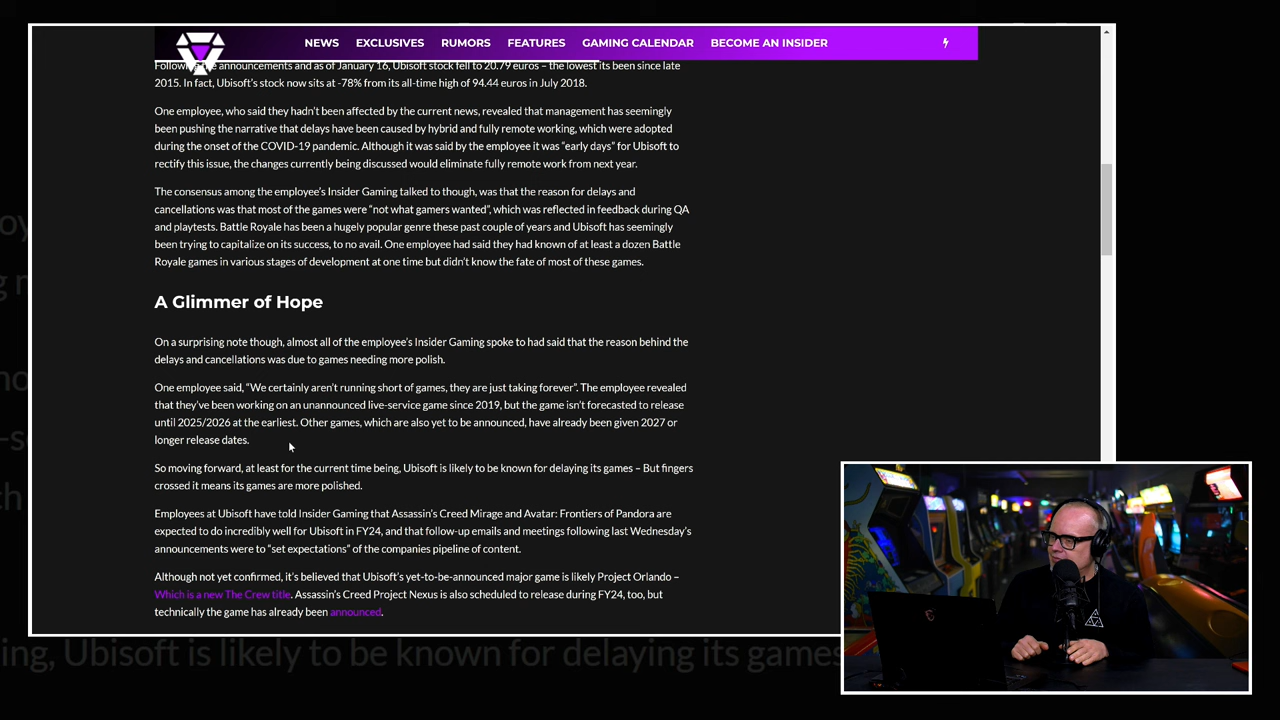 NEWS EXCLUSIVES RUMORS FEATURES GAMING CALENDAR BECOME AN INSIDER
Following the announcements and as of January 16, Ubisoft stock fell to 20.79 euros – the lowest its been since late
2015. In fact, Ubisoft's stock now sits at -78% from its all-time high of 94.44 euros in July 2018.
One employee, who said they hadn't been affected by the current news, revealed that management has seemingly
been pushing the narrative that delays have been caused by hybrid and fully remote working, which were adopted
during the onset of the COVID-19 pandemic. Although it was said by the employee it was "early days" for Ubisoft to
rectify this issue, the changes currently being discussed would eliminate fully remote work from next year.
The consensus among the employee's Insider Gaming talked to though, was that the reason for delays and
cancellations was that most of the games were "not what gamers wanted", which was reflected in feedback during QA
and playtests. Battle Royale has been a hugely popular genre these past couple of years and Ubisoft has seemingly
been trying to capitalize on its success, to no avail. One employee had said they had known of at least a dozen Battle
Royale games in various stages of development at one time but didn't know the fate of most of these games.
A Glimmer of Hope
On a surprising note though, almost all of the employee's Insider Gaming spoke to had said that the reason behind the
delays and cancellations was due to games needing more polish.
One employee said, "We certainly aren't running short of games, they are just taking forever". The employee revealed
that they've been working on an unannounced live-service game since 2019, but the game isn't forecasted to release
until 2025/2026 at the earliest. Other games, which are also yet to be announced, have already been given 2027 or
longer release dates.
So moving forward, at least for the current time being, Ubisoft is likely to be known for delaying its games – But fingers
crossed it means its games are more polished.
Employees at Ubisoft have told Insider Gaming that Assassin's Creed Mirage and Avatar: Frontiers of Pandora are
expected to do incredibly well for Ubisoft in FY24, and that follow-up emails and meetings following last Wednesday's
announcements were to "set expectations" of the companies pipeline of content.
Although not yet confirmed, it's believed that Ubisoft's yet-to-be-announced major game is likely Project Orlando –
Which is a new The Crew title. Assassin's Creed Project Nexus is also scheduled to release during FY24, too, but
technically the game has already been announced.
ing, Ubisoft is likely to be known for delaying its games